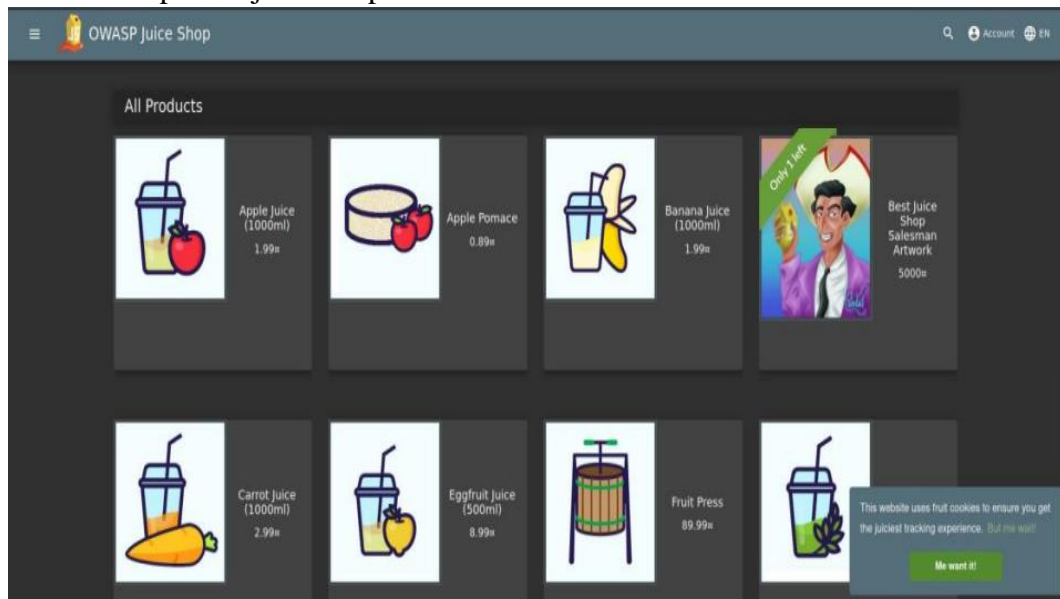 OWASP Juice Shop
Account
EN
All Products
Only 1 left
Apple Juice
(1000ml)
1.99¤
Apple Pomace
0.89¤
Banana Juice
(1000ml)
1.99¤
Best Juice
Shop
Salesman
Artwork
5000¤
Carrot Juice
(1000ml)
2.99¤
Eggfruit Juice
(500ml)
8.99¤
Fruit Press
89.99¤
This website uses fruit cookies to ensure you get
the juiciest tracking experience. But me wait!
Me want it!